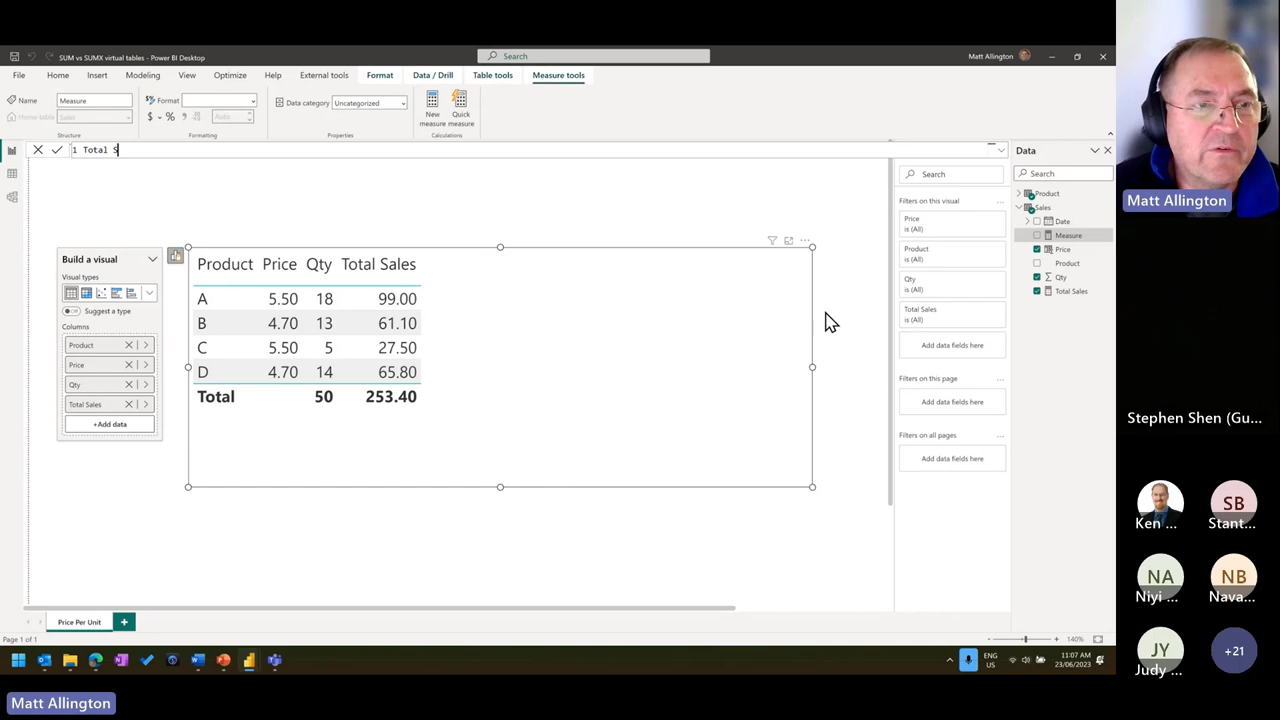 SUM vs SUMX virtual tables - Power BI Desktop
Search
Matt Allington
File Home Insert Modeling View Optimize Help External tools Format Data / Drill Table tools Measure tools
Name Measure
Home table Sales
Structure
Format
$ % Auto
Formatting
Data category Uncategorized
Properties
New measure
Quick measure
Calculations
1 Total S
Build a visual
Visual types
Suggest a type
Columns
Product
Price
Qty
Total Sales
+Add data
Product Price Qty Total Sales
A 5.50 18 99.00
B 4.70 13 61.10
C 5.50 5 27.50
D 4.70 14 65.80
Total 50 253.40
Search
Filters on this visual ...
Price
is (All)
Product
is (All)
Qty
is (All)
Total Sales
is (All)
Add data fields here
Filters on this page ...
Add data fields here
Filters on all pages ...
Add data fields here
Data
Search
Product
Sales
Date
Measure
Price
Product
Qty
Total Sales
Price Per Unit
Page 1 of 1
140%
ENG
US
11:07 AM
23/06/2023
Matt Allington
Matt Allington
Stephen Shen (Gu...
Ken ...
SB
Stant...
NA
Niyi ...
NB
Nava...
JY
Judy ...
+21